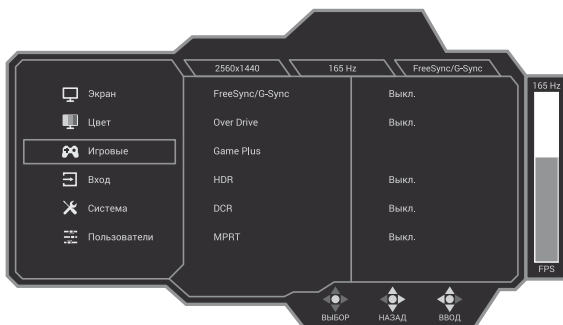 2560x1440 165 Hz FreeSync/G-Sync
165 Hz
Экран
Цвет
Игровые
Вход
Система
Пользователи
FreeSync/G-Sync Выкл.
Over Drive Выкл.
Game Plus
HDR Выкл.
DCR Выкл.
MPRT Выкл.
FPS
ВЫБОР НАЗАД ВВОД